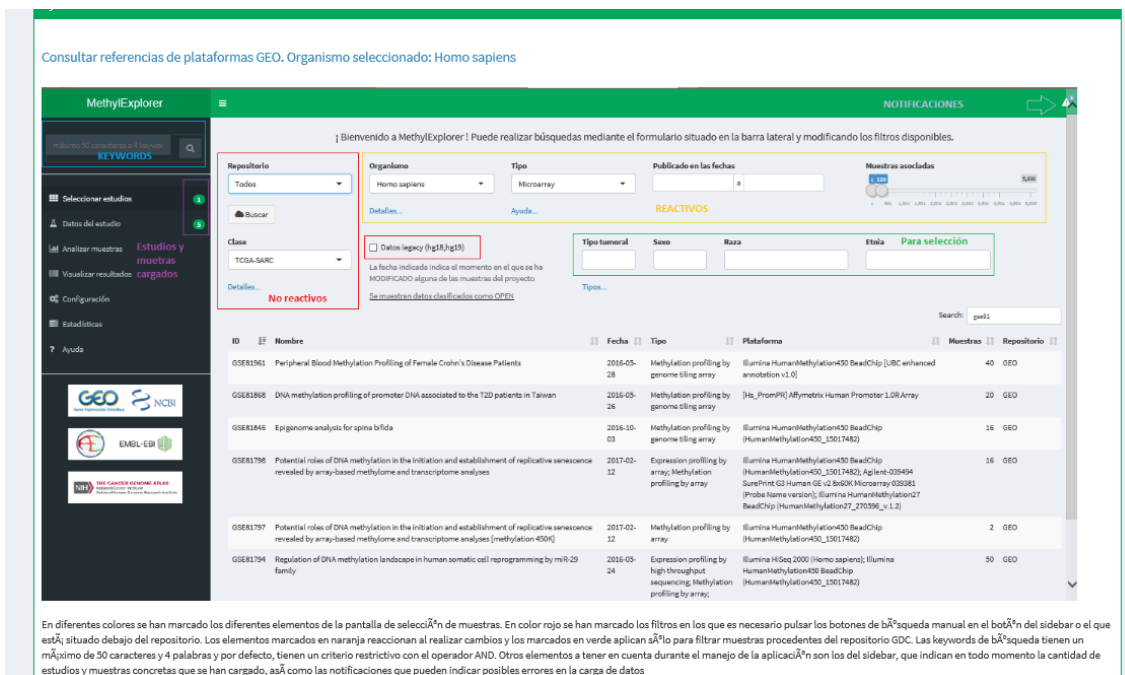 Consultar referencias de plataformas GEO. Organismo seleccionado: Homo sapiens
MethylExplorer
NOTIFICACIONES
¡ Bienvenido a MethylExplorer ! Puede realizar búsquedas mediante el formulario situado en la barra lateral y modificando los filtros disponibles.
máximo 50 caracteres o 4 keywor
KEYWORDS
Repositorio
Organismo
Tipo
Publicado en las fechas
Muestras asociadas
Todos
Homo sapiens
Microarray
a
Buscar
Detalles...
Ayuda...
REACTIVOS
Seleccionar estudios
1
Datos del estudio
5
Analizar muestras
Visualizar resultados
Configuración
Estadísticas
? Ayuda
Estudios y
muetras
cargados
Clase
TCGA-SARC
Detalles...
No reactivos
Datos legacy (hg18,hg19)
La fecha indicada indica el momento en el que se ha
MODIFICADO alguna de las muestras del proyecto
Se muestran datos clasificados como OPEN
Tipo tumoral
Sexo
Raza
Etnia
Para selección
Tipos...
Search: gse81
ID Nombre Fecha Tipo Plataforma Muestras Repositorio
GSE81961 Peripheral Blood Methylation Profiling of Female Crohn's Disease Patients 2016-05- Methylation profiling by Illumina HumanMethylation450 BeadChip [UBC enhanced 40 GEO
28 genome tiling array annotation v1.0]
GSE81868 DNA methylation profiling of promoter DNA associated to the T2D patients in Taiwan 2016-05- Methylation profiling by [Hs_PromPR] Affymetrix Human Promoter 1.0R Array 20 GEO
26 genome tiling array
GSE81846 Epigenome analysis for spina bifida 2016-10- Methylation profiling by Illumina HumanMethylation450 BeadChip 16 GEO
03 genome tiling array (HumanMethylation450_15017482)
GSE81798 Potential roles of DNA methylation in the initiation and establishment of replicative senescence 2017-02- Expression profiling by Illumina HumanMethylation450 BeadChip 16 GEO
revealed by array-based methylome and transcriptome analyses 12 array; Methylation (HumanMethylation450_15017482); Agilent-039494
profiling by array SurePrint G3 Human GE v2 8x60K Microarray 039381
(Probe Name version); Illumina HumanMethylation27
BeadChip (HumanMethylation27_270596_v.1.2)
GSE81797 Potential roles of DNA methylation in the initiation and establishment of replicative senescence 2017-02- Methylation profiling by Illumina HumanMethylation450 BeadChip 2 GEO
revealed by array-based methylome and transcriptome analyses [methylation 450K] 12 array (HumanMethylation450_15017482)
GSE81794 Regulation of DNA methylation landscape in human somatic cell reprogramming by miR-29 2016-05- Expression profiling by Illumina HiSeq 2000 (Homo sapiens); Illumina 50 GEO
family 24 high throughput HumanMethylation450 BeadChip
sequencing; Methylation (HumanMethylation450_15017482)
profiling by array;
GEO
Gene Expression Omnibus
NCBI
AE
EMBL-EBI
NIH THE CANCER GENOME ATLAS
En diferentes colores se han marcado los diferentes elementos de la pantalla de selecciÃ³n de muestras. En color rojo se han marcado los filtros en los que es necesario pulsar los botones de bÃºsqueda manual en el botÃ³n del sidebar o el que
estÃ¡ situado debajo del repositorio. Los elementos marcados en naranja reaccionan al realizar cambios y los marcados en verde aplican sÃ³lo para filtrar muestras procedentes del repositorio GDC. Las keywords de bÃºsqueda tienen un
mÃ¡ximo de 50 caracteres y 4 palabras y por defecto, tienen un criterio restrictivo con el operador AND. Otros elementos a tener en cuenta durante el manejo de la aplicaciÃ³n son los del sidebar, que indican en todo momento la cantidad de
estudios y muestras concretas que se han cargado, asÃ como las notificaciones que pueden indicar posibles errores en la carga de datos